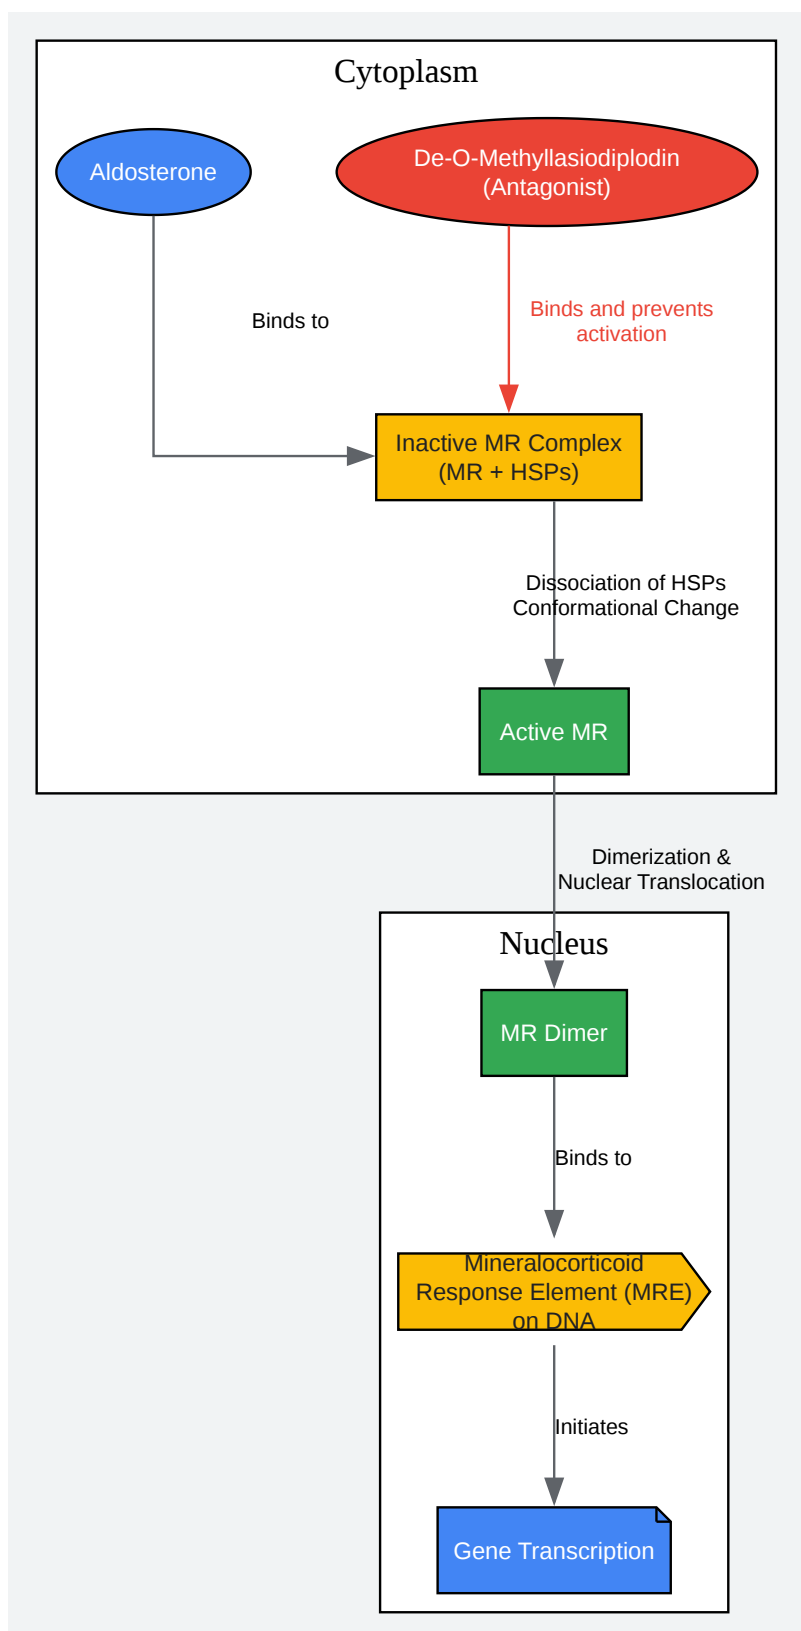 Cytoplasm
Aldosterone
De-O-Methyllasiodiplodin
(Antagonist)
Binds to
Binds and prevents
activation
Inactive MR Complex
(MR + HSPs)
Dissociation of HSPs
Conformational Change
Active MR
Dimerization &
Nuclear Translocation
Nucleus
MR Dimer
Binds to
Mineralocorticoid
Response Element (MRE)
on DNA
Initiates
Gene Transcription